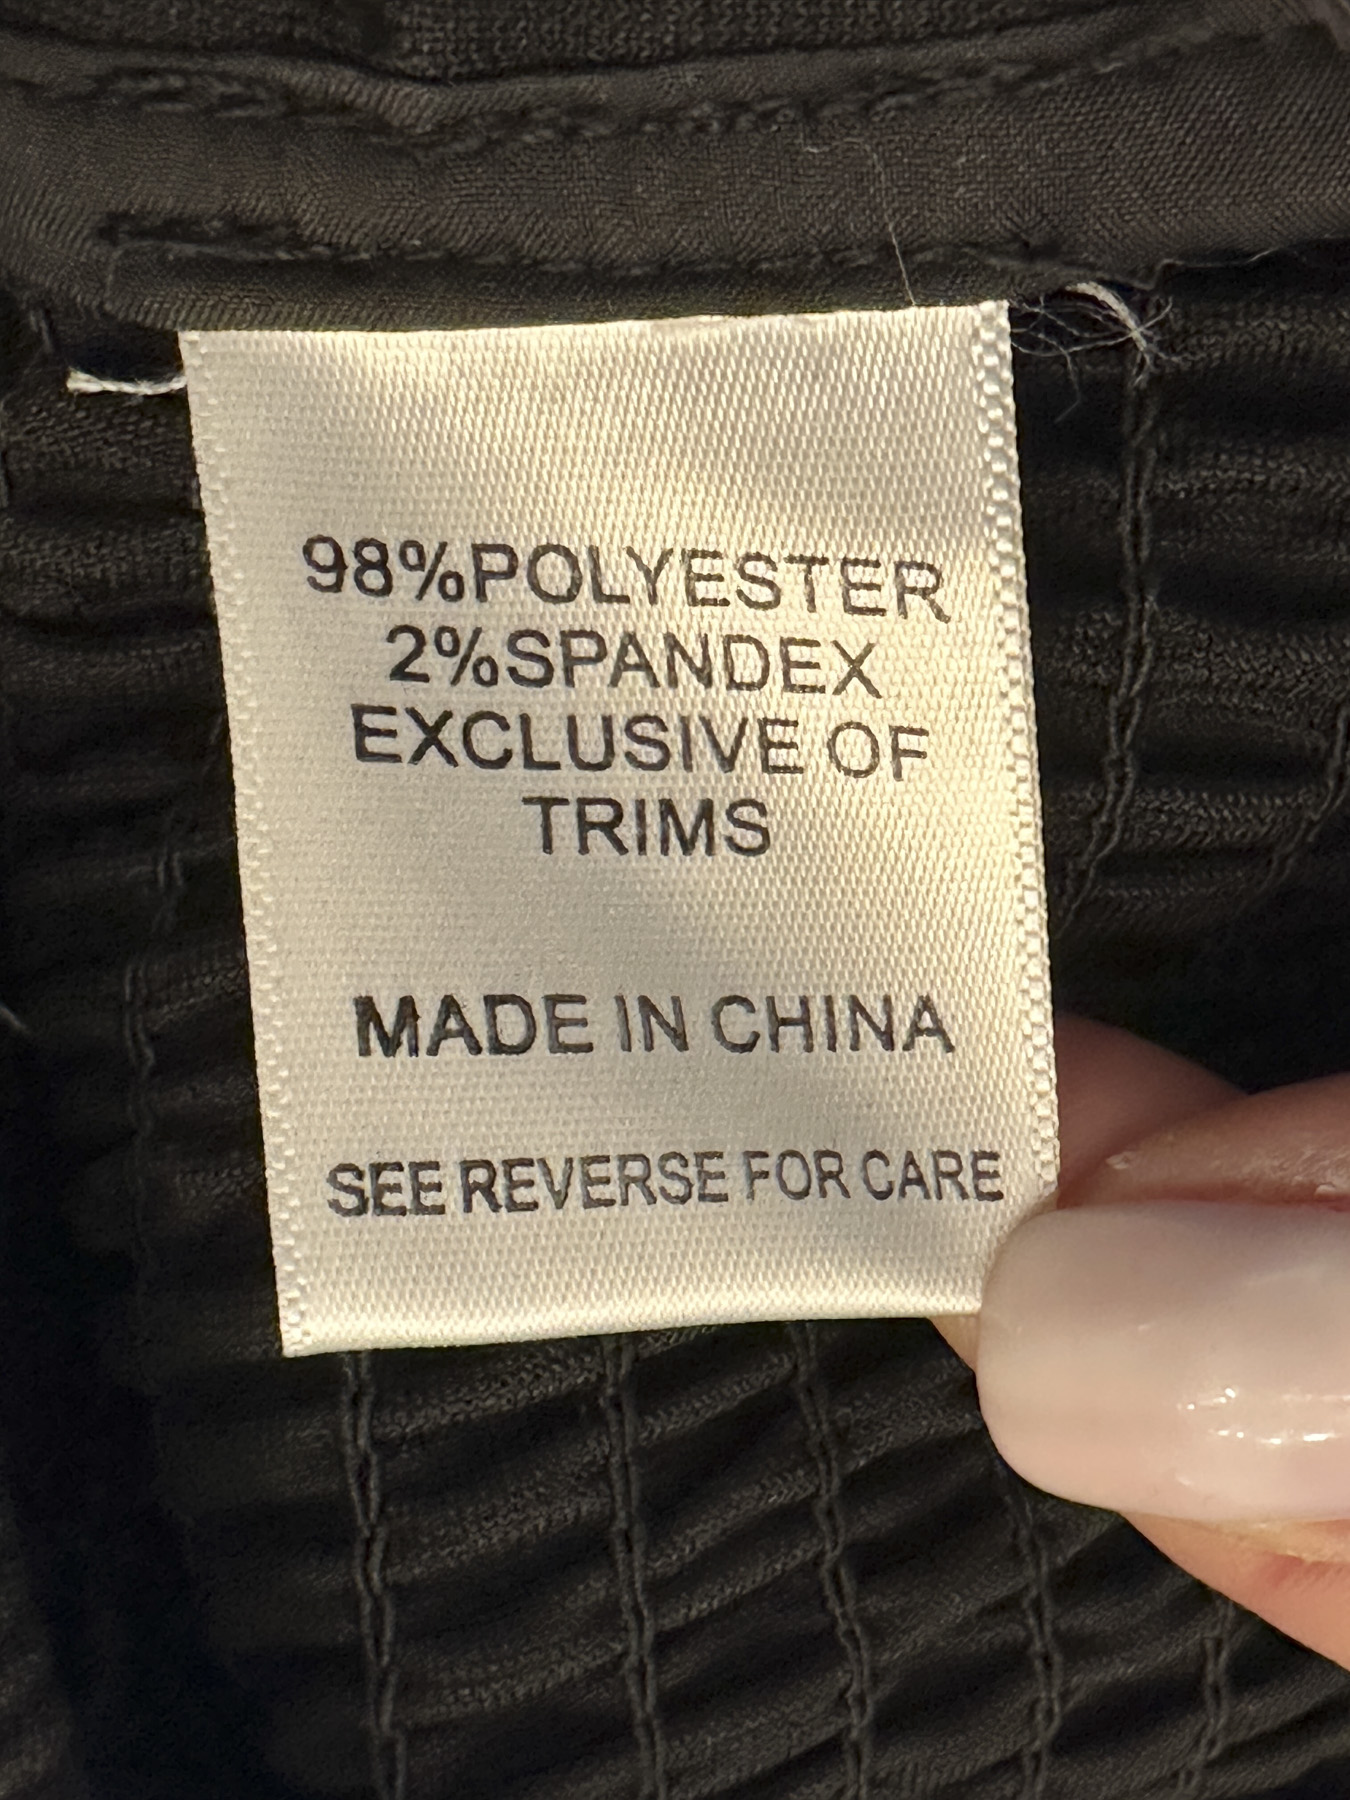 98%POLYESTER
2%SPANDEX
EXCLUSIVE OF
TRIMS
MADE IN CHINA
SEE REVERSE FOR CARE